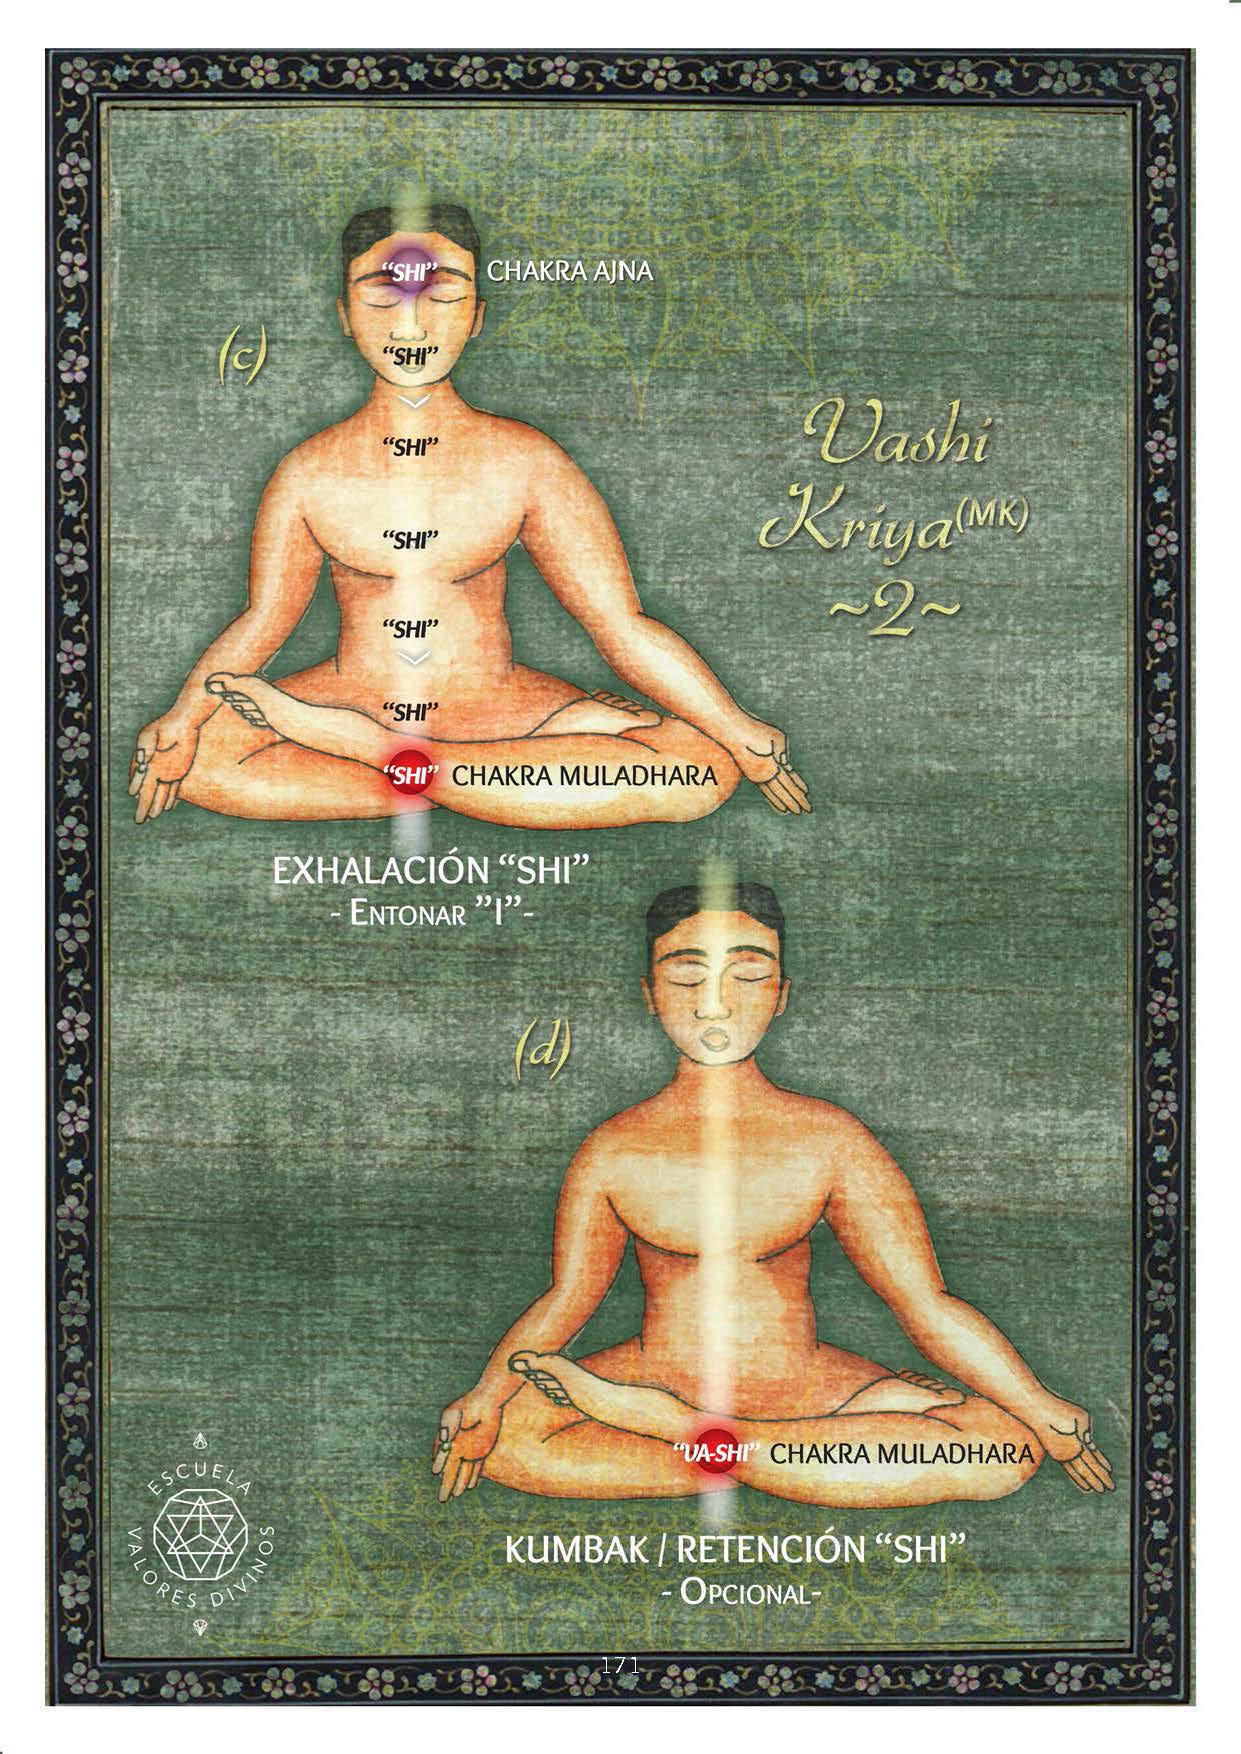 “SHI” CHAKRA AJNA
(c)
“SHI”
“SHI”
“SHI”
“SHI”
“SHI”
“SHI” CHAKRA MULADHARA
Vashi
Kriya(MK)
~2~
EXHALACIÓN “SHI”
- ENTONAR ”I”-
(d)
“VA-SHI” CHAKRA MULADHARA
KUMBAK / RETENCIÓN “SHI”
- OPCIONAL-
ESCUELA
VALORES DIVINOS
171